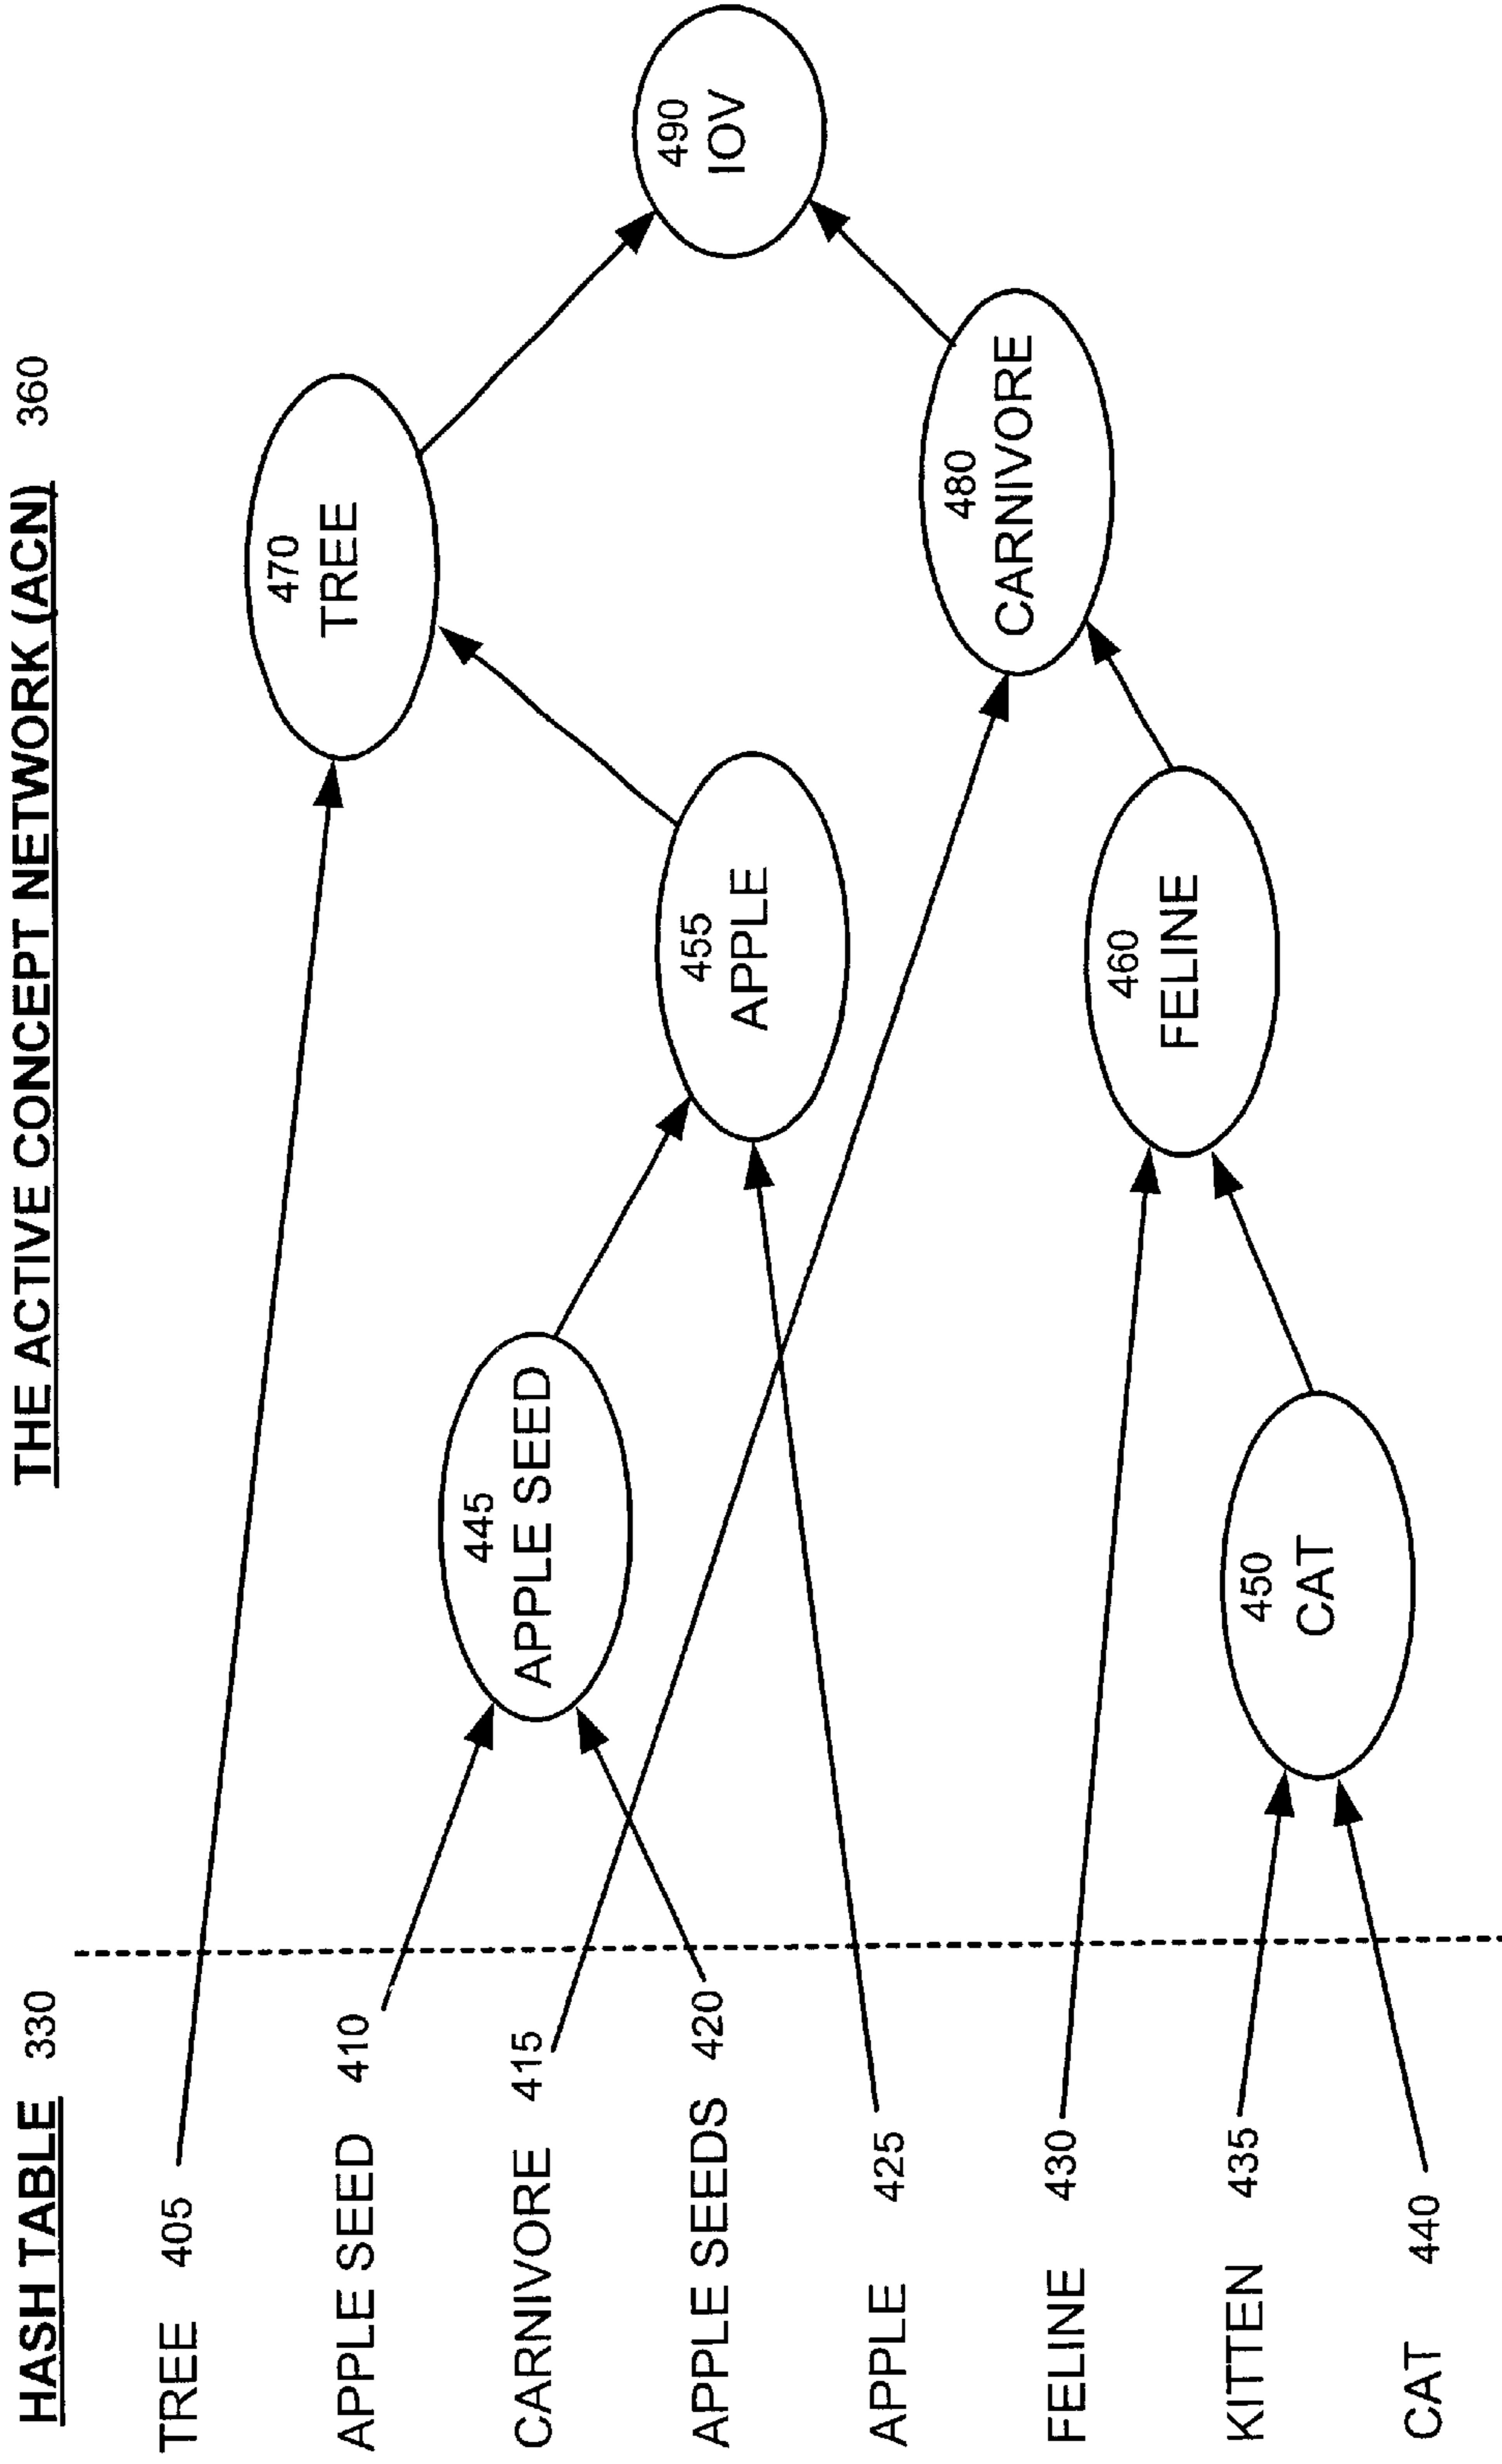 HASH TABLE 330
THE ACTIVE CONCEPT NETWORK (ACN) 360
TREE 405
APPLE SEED 410
CARNIVORE 415
APPLE SEEDS 420
APPLE 425
FELINE 430
KITTEN 435
CAT 440
445
APPLE SEED
450
CAT
455
APPLE
460
FELINE
470
TREE
480
CARNIVORE
490
IOV